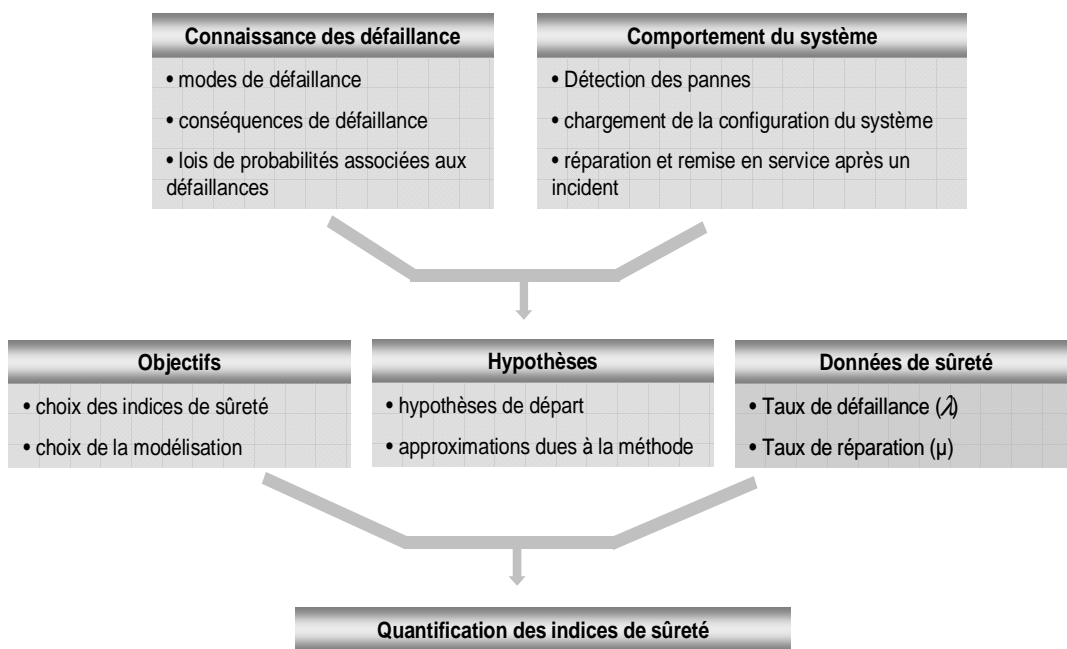 Connaissance des défaillance
• modes de défaillance
• conséquences de défaillance
• lois de probabilités associées aux
défaillances
Comportement du système
• Détection des pannes
• chargement de la configuration du système
• réparation et remise en service après un
incident
Objectifs
• choix des indices de sûreté
• choix de la modélisation
Hypothèses
• hypothèses de départ
• approximations dues à la méthode
Données de sûreté
• Taux de défaillance (λ)
• Taux de réparation (µ)
Quantification des indices de sûreté